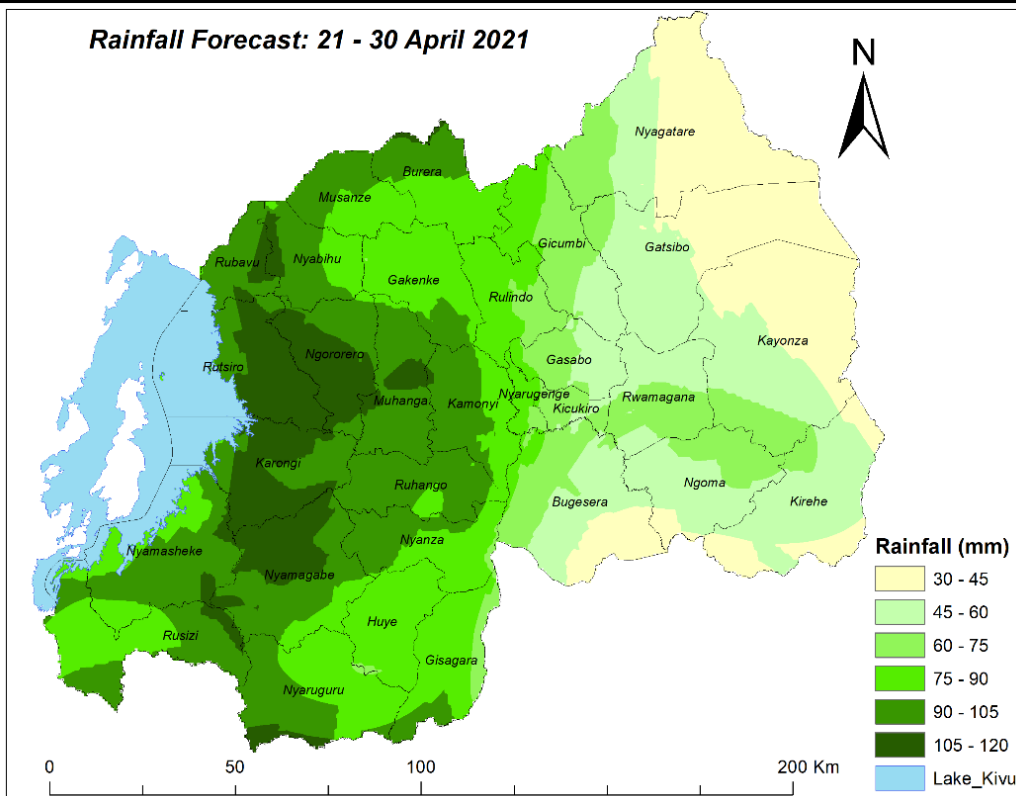 Rainfall Forecast: 21 - 30 April 2021
N
Nyagatare
Burera
Musanze
Gicumbi
Gatsibo
Rubavu
Nyabihu
Gakenke
Rulindo
Kayonza
Ngororero
Gasabo
Rutsiro
Muhanga
Kamonyi
Nyarugenge
Kicukiro
Rwamagana
Karongi
Ruhango
Bugesera
Ngoma
Kirehe
Nyanza
Nyamasheke
Nyamagabe
Huye
Rusizi
Gisagara
Nyaruguru
Rainfall (mm)
30 - 45
45 - 60
60 - 75
75 - 90
90 - 105
105 - 120
Lake_Kivu
0 50 100 200 Km